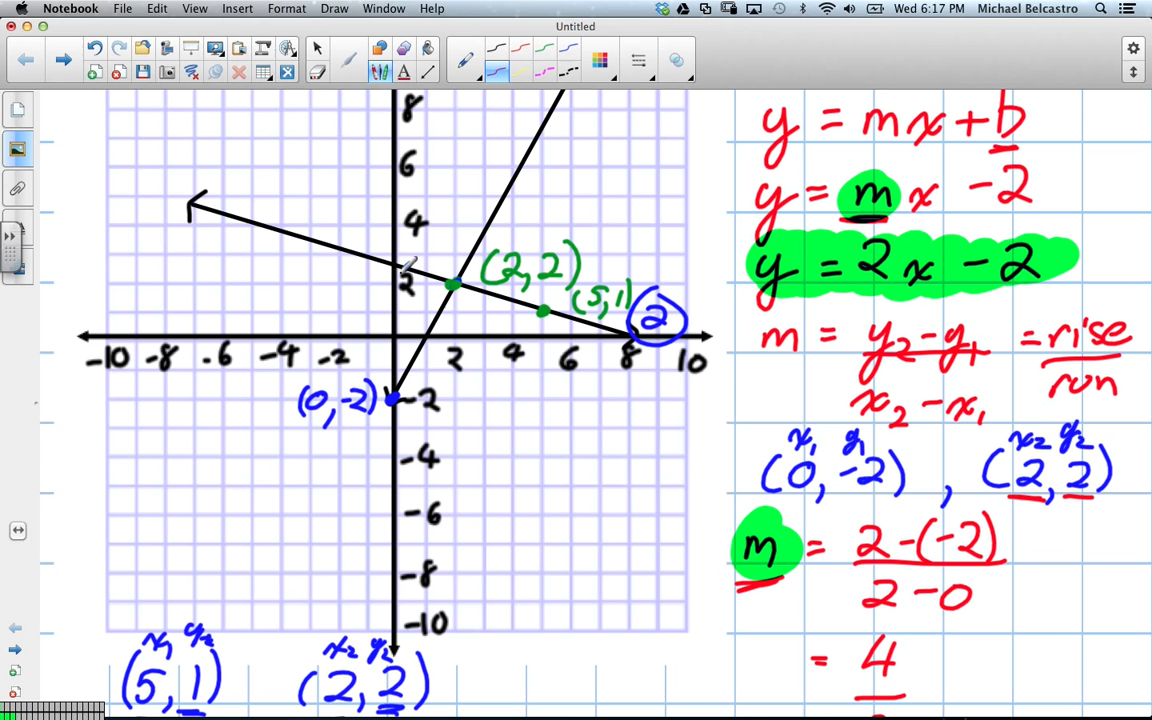 Notebook File Edit View Insert Format Draw Window Help Wed 6:17 PM Michael Belcastro
Untitled
A
y = mx + b
y = mx -2
y = 2x -2
m = y2 - y1 = rise
x2 - x1 run
x1 y1 x2 y2
(0, -2) , (2, 2)
m = 2 - (-2)
2 - 0
= 4
8
6
4
2
(2, 2)
(5, 1)
2
-10 -8 -6 -4 -2 2 4 6 8 10
(0, -2)
-2
-4
-6
-8
-10
x2 y2
(5, 1) (2, 2)